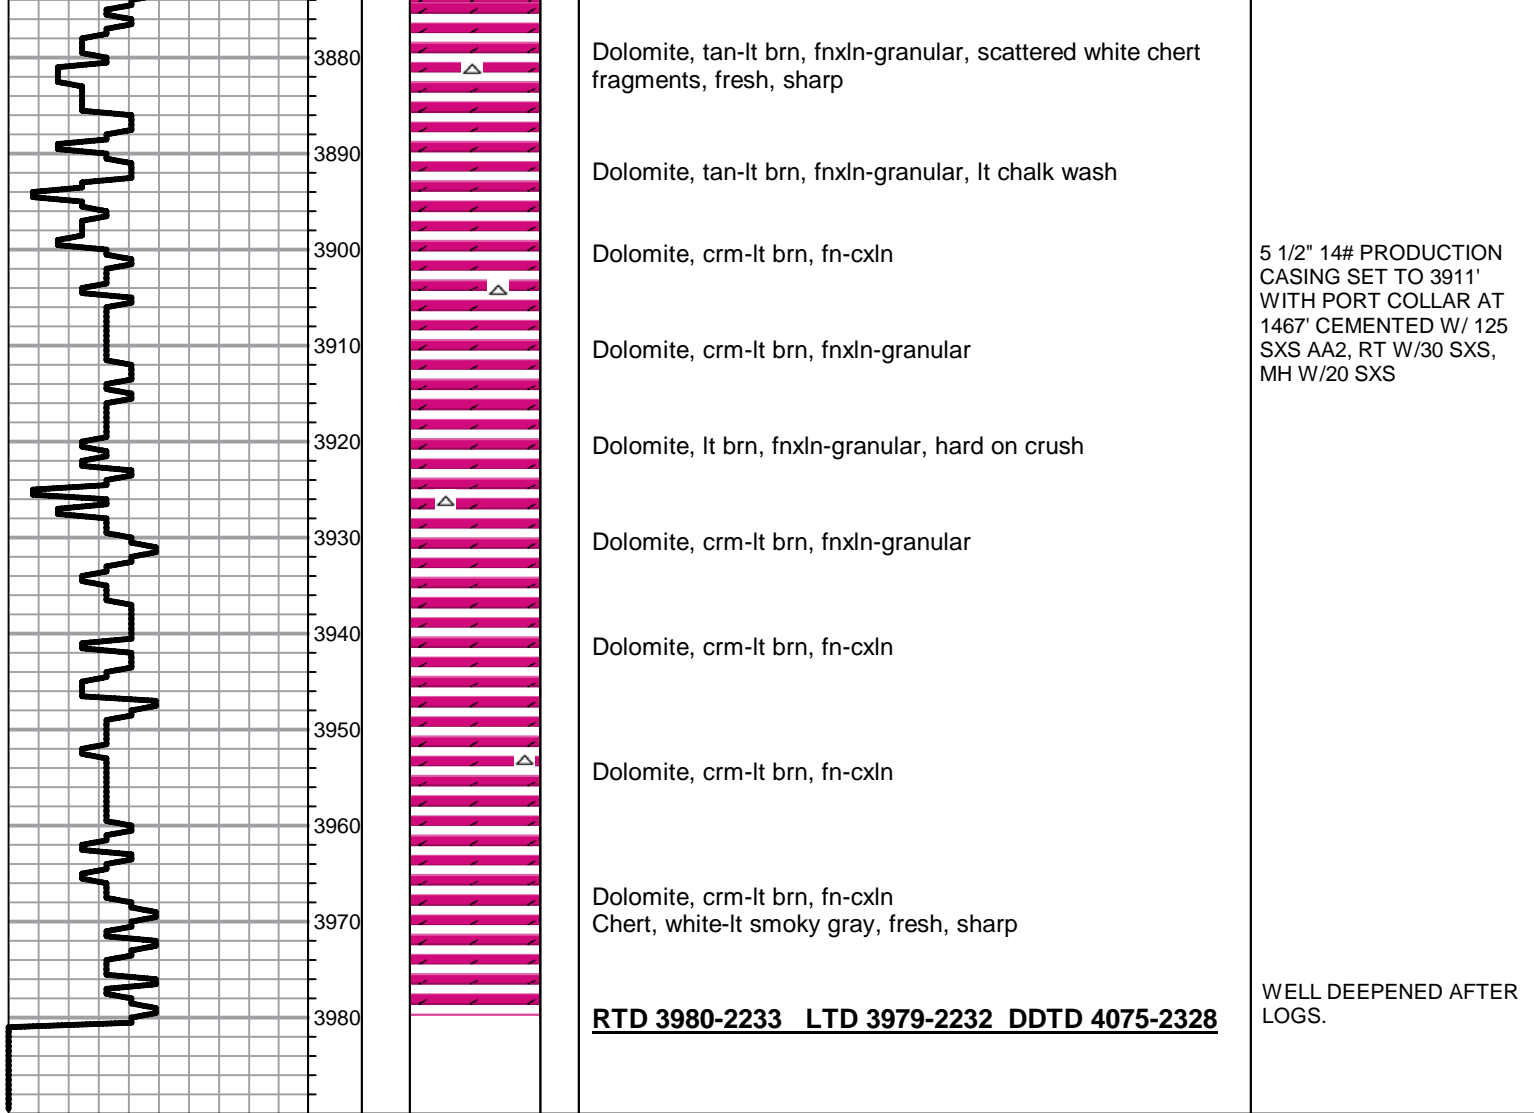 3880
Dolomite, tan-lt brn, fnxln-granular, scattered white chert
fragments, fresh, sharp
3890
Dolomite, tan-lt brn, fnxln-granular, lt chalk wash
3900
Dolomite, crm-lt brn, fn-cxln
5 1/2" 14# PRODUCTION
CASING SET TO 3911'
WITH PORT COLLAR AT
1467' CEMENTED W/ 125
SXS AA2, RT W/30 SXS,
MH W/20 SXS
3910
Dolomite, crm-lt brn, fnxln-granular
3920
Dolomite, lt brn, fnxln-granular, hard on crush
3930
Dolomite, crm-lt brn, fnxln-granular
3940
Dolomite, crm-lt brn, fn-cxln
3950
Dolomite, crm-lt brn, fn-cxln
3960
Dolomite, crm-lt brn, fn-cxln
3970
Chert, white-lt smoky gray, fresh, sharp
WELL DEEPENED AFTER
LOGS.
3980
RTD 3980-2233 LTD 3979-2232 DDTD 4075-2328